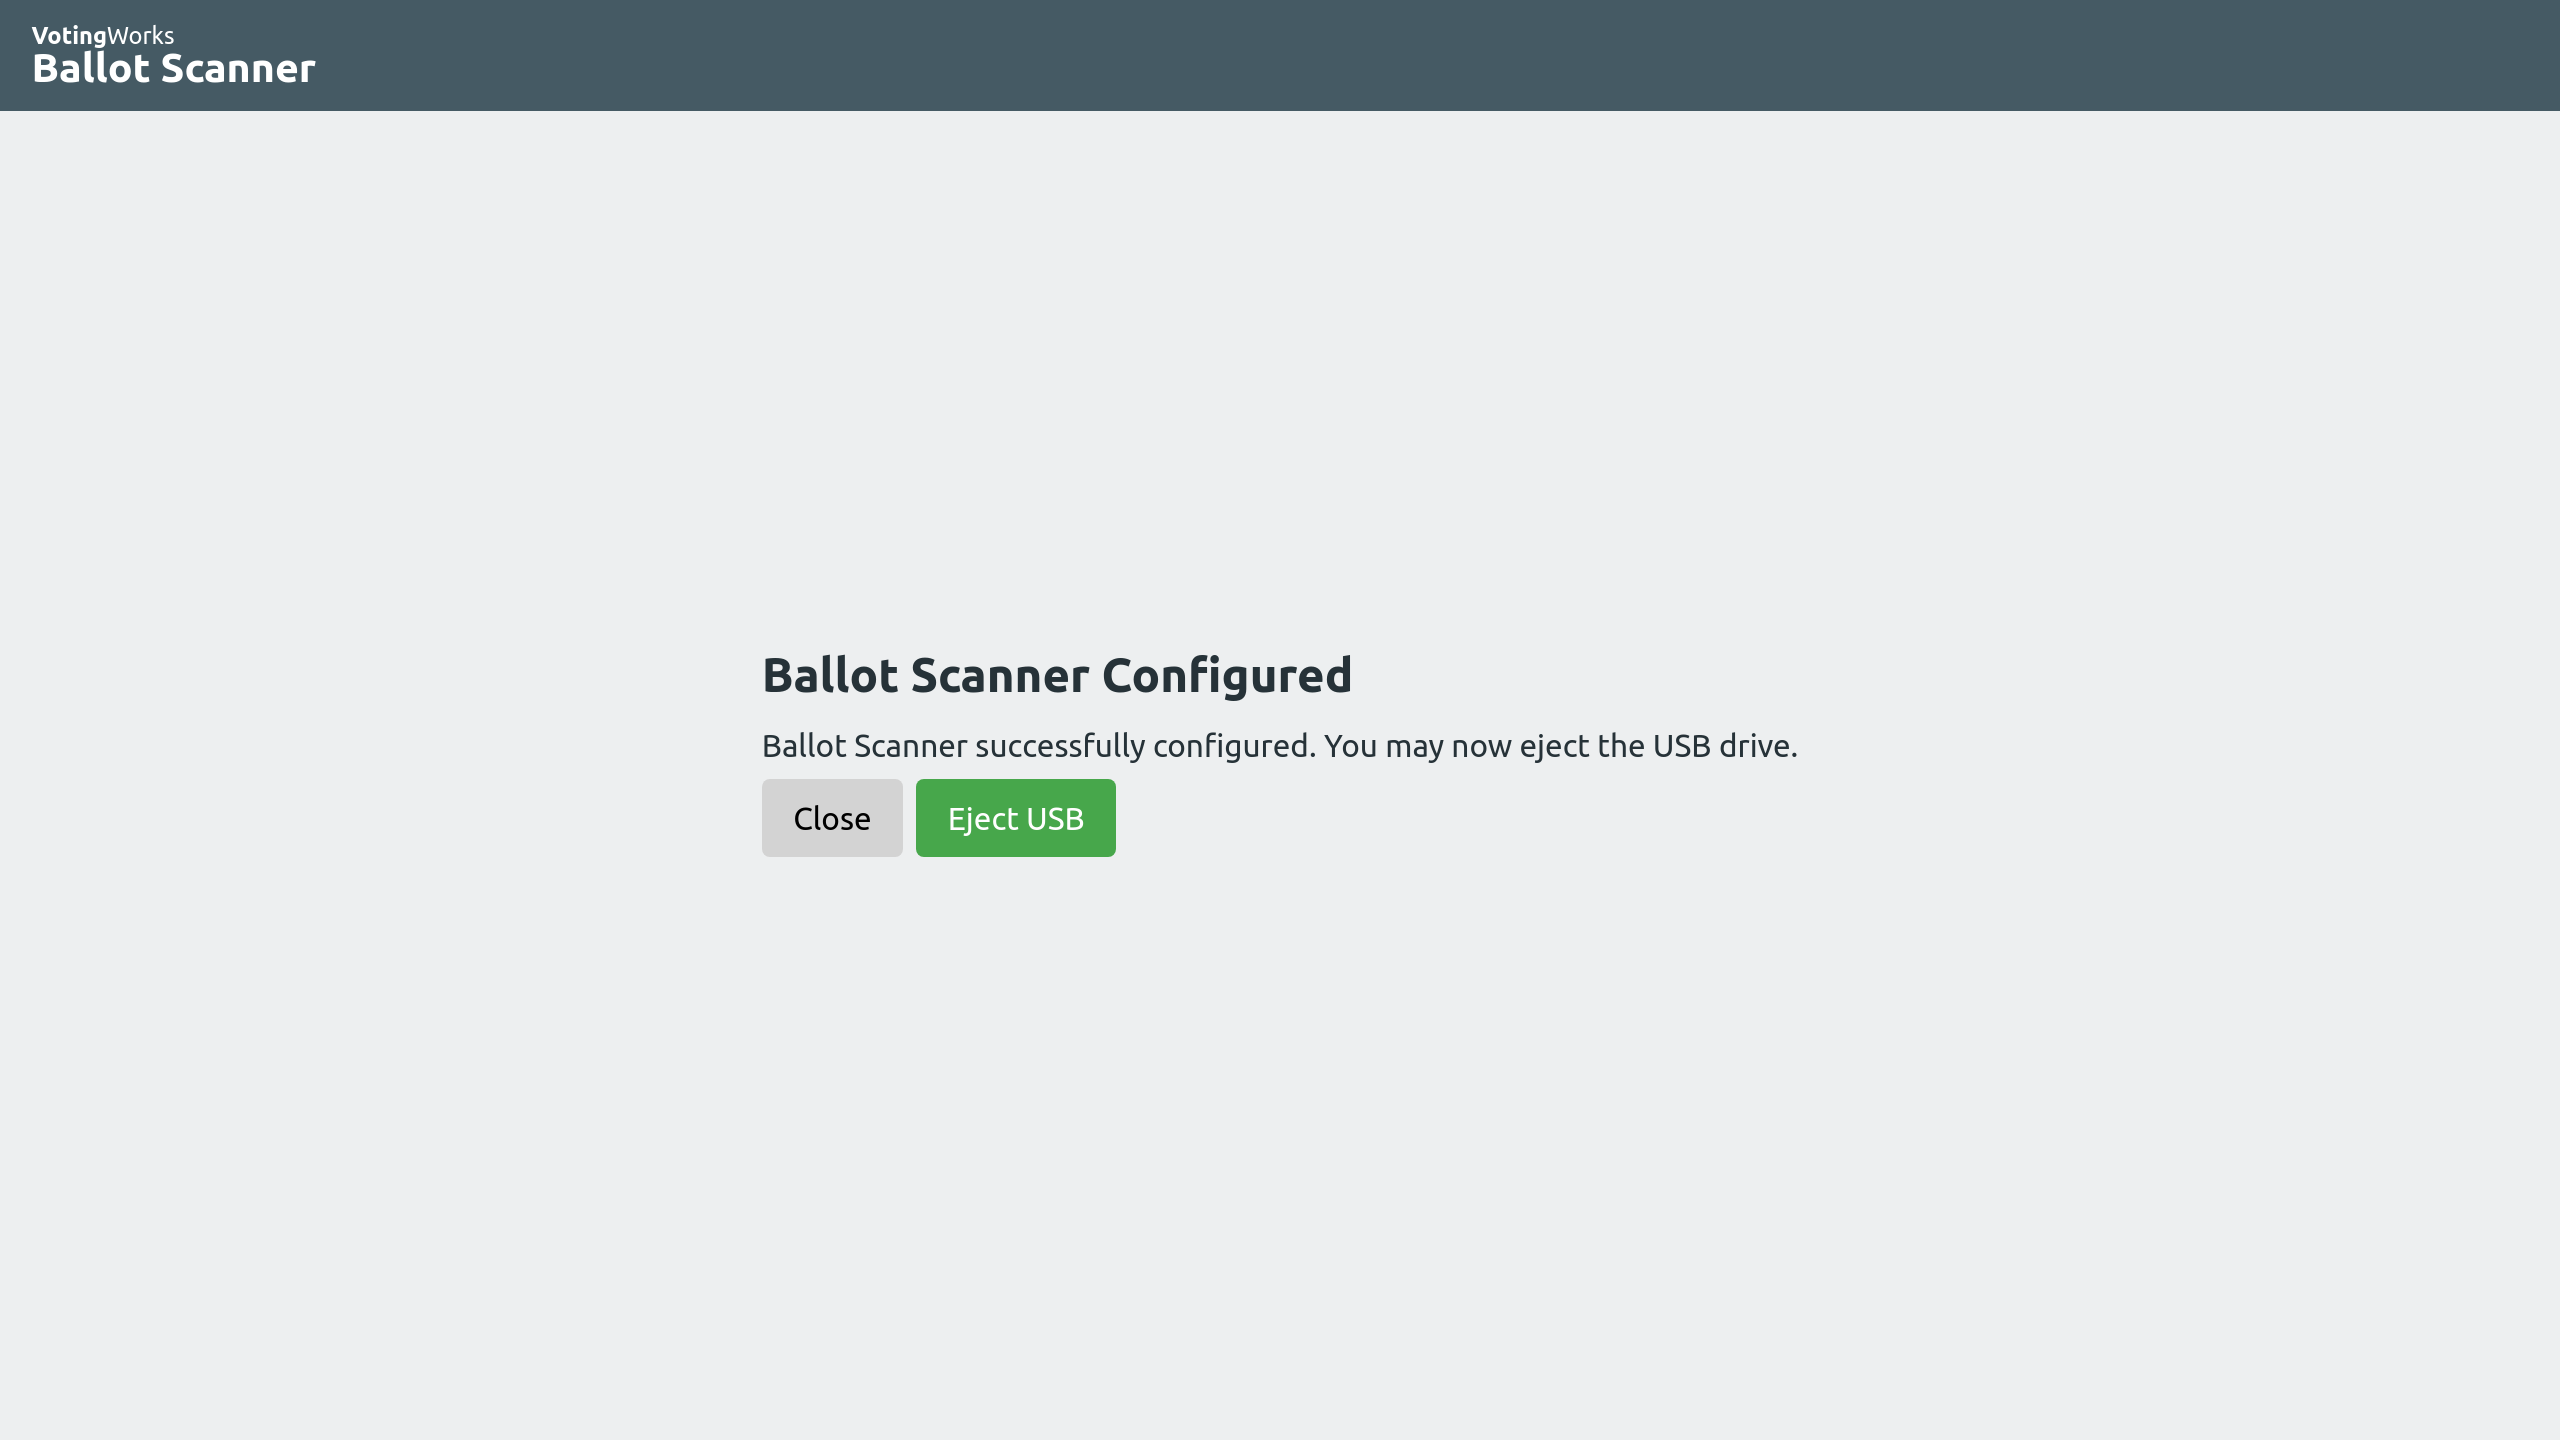 VotingWorks
Ballot Scanner
Ballot Scanner Configured
Ballot Scanner successfully configured. You may now eject the USB drive.
Close
Eject USB